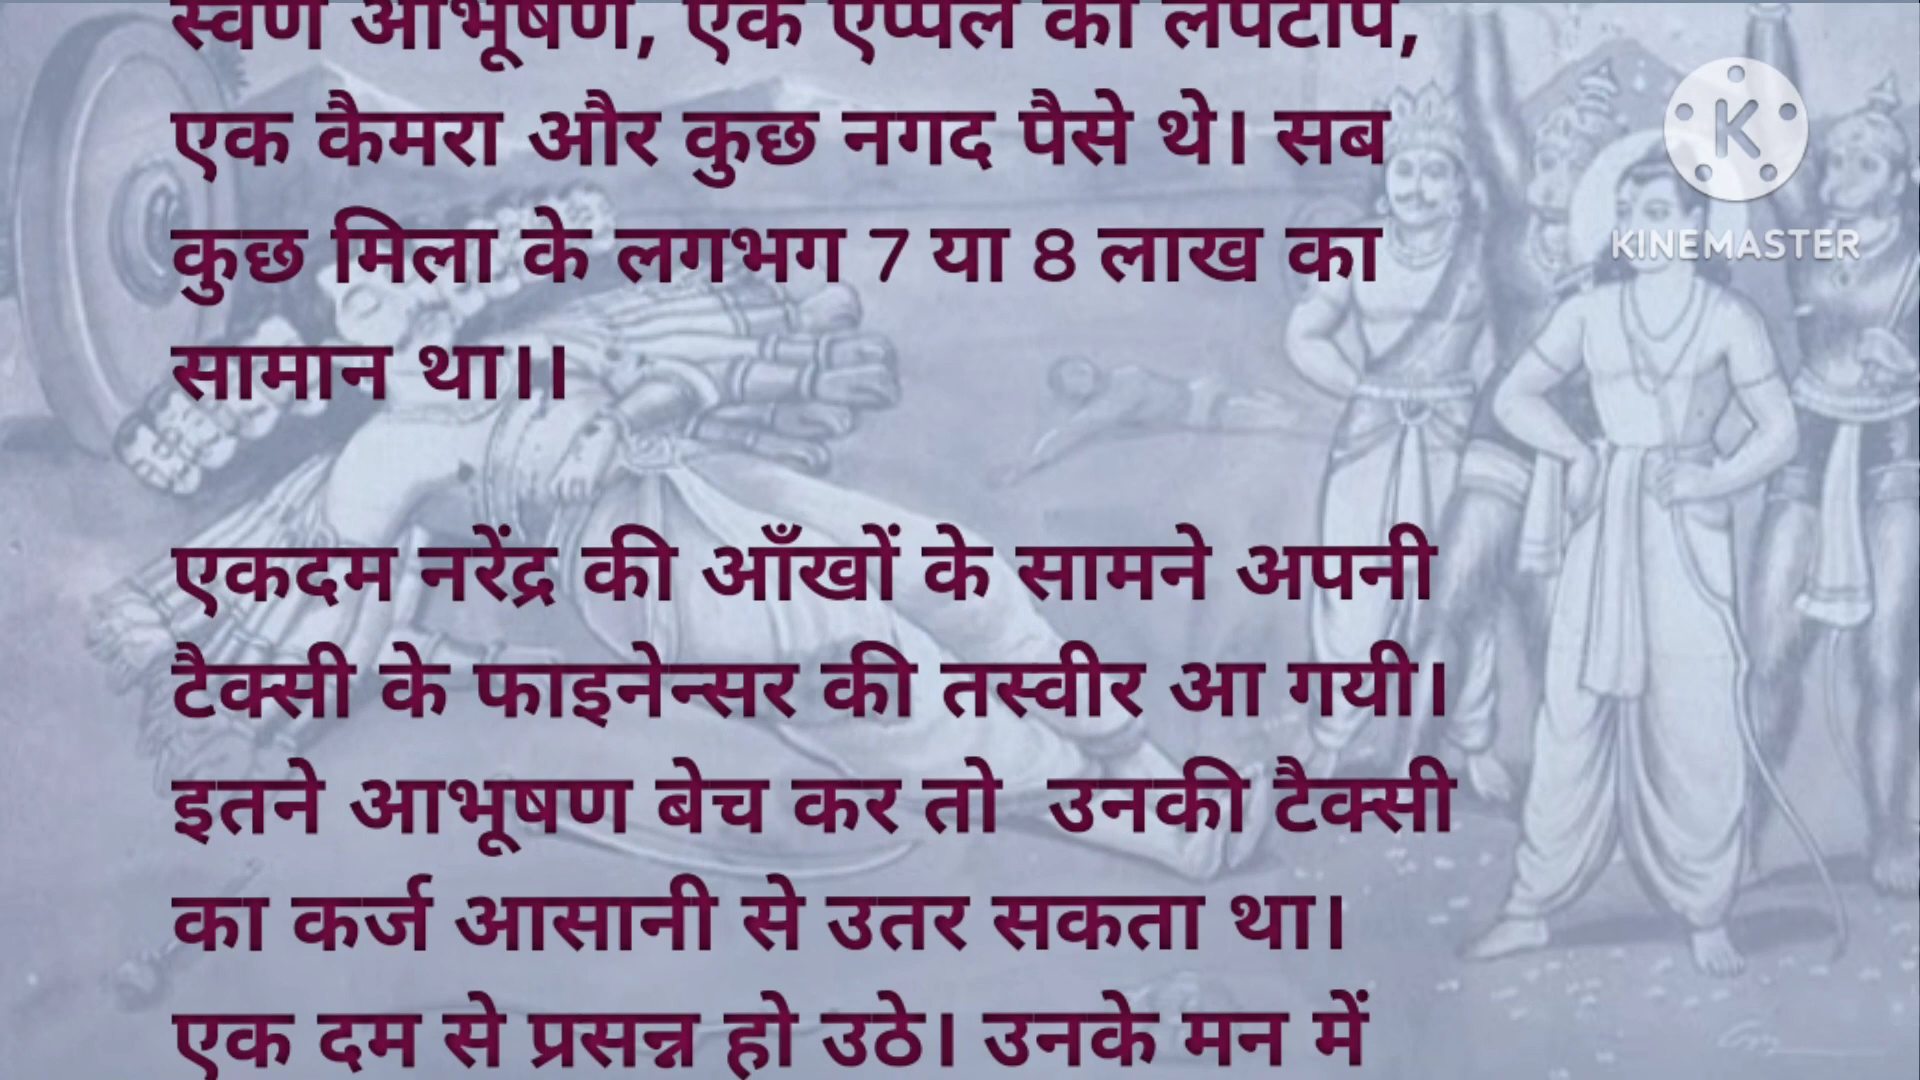 स्वर्ण आभूषण, एक एप्पल का लैपटॉप,
एक कैमरा और कुछ नगद पैसे थे। सब
कुछ मिला के लगभग 7 या 8 लाख का
सामान था।।
एकदम नरेंद्र की आँखों के सामने अपनी
टैक्सी के फाइनेन्सर की तस्वीर आ गयी।
इतने आभूषण बेच कर तो उनकी टैक्सी
का कर्ज आसानी से उतर सकता था।
एक दम से प्रसन्न हो उठे। उनके मन में
K
KINEMASTER